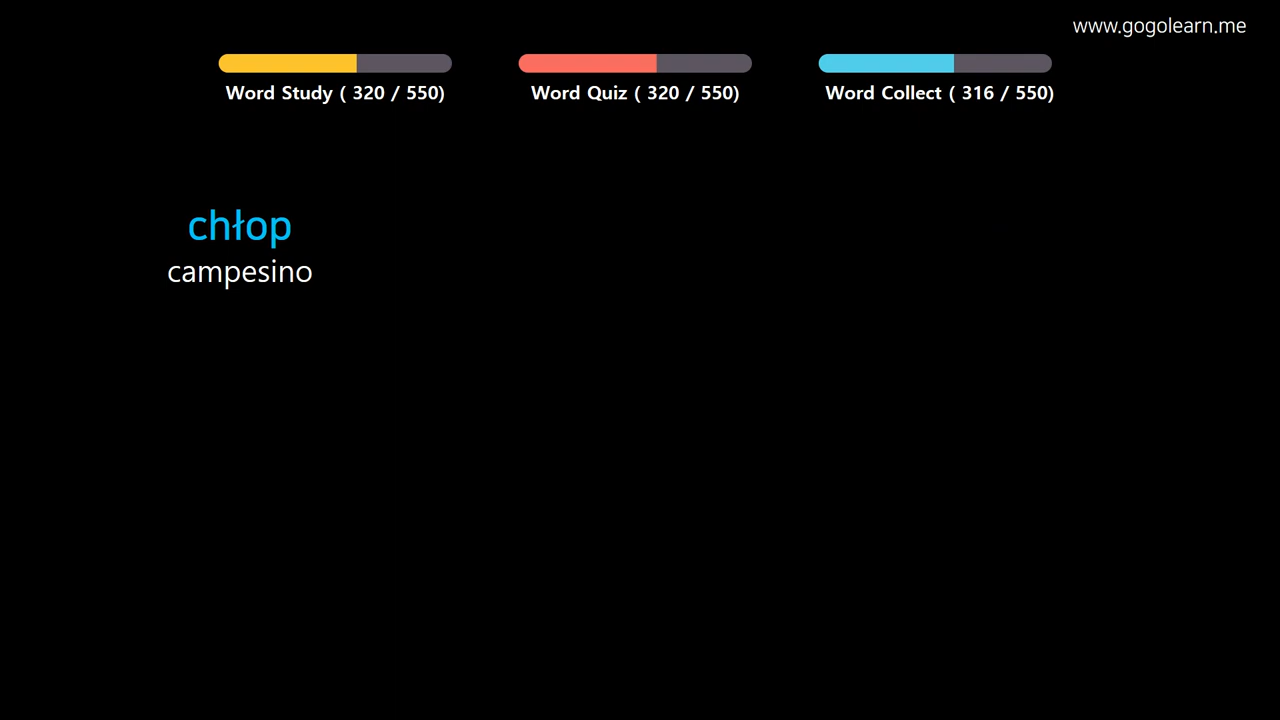 www.gogolearn.me
Word Study ( 320 / 550)
Word Quiz ( 320 / 550)
Word Collect ( 316 / 550)
chłop
campesino